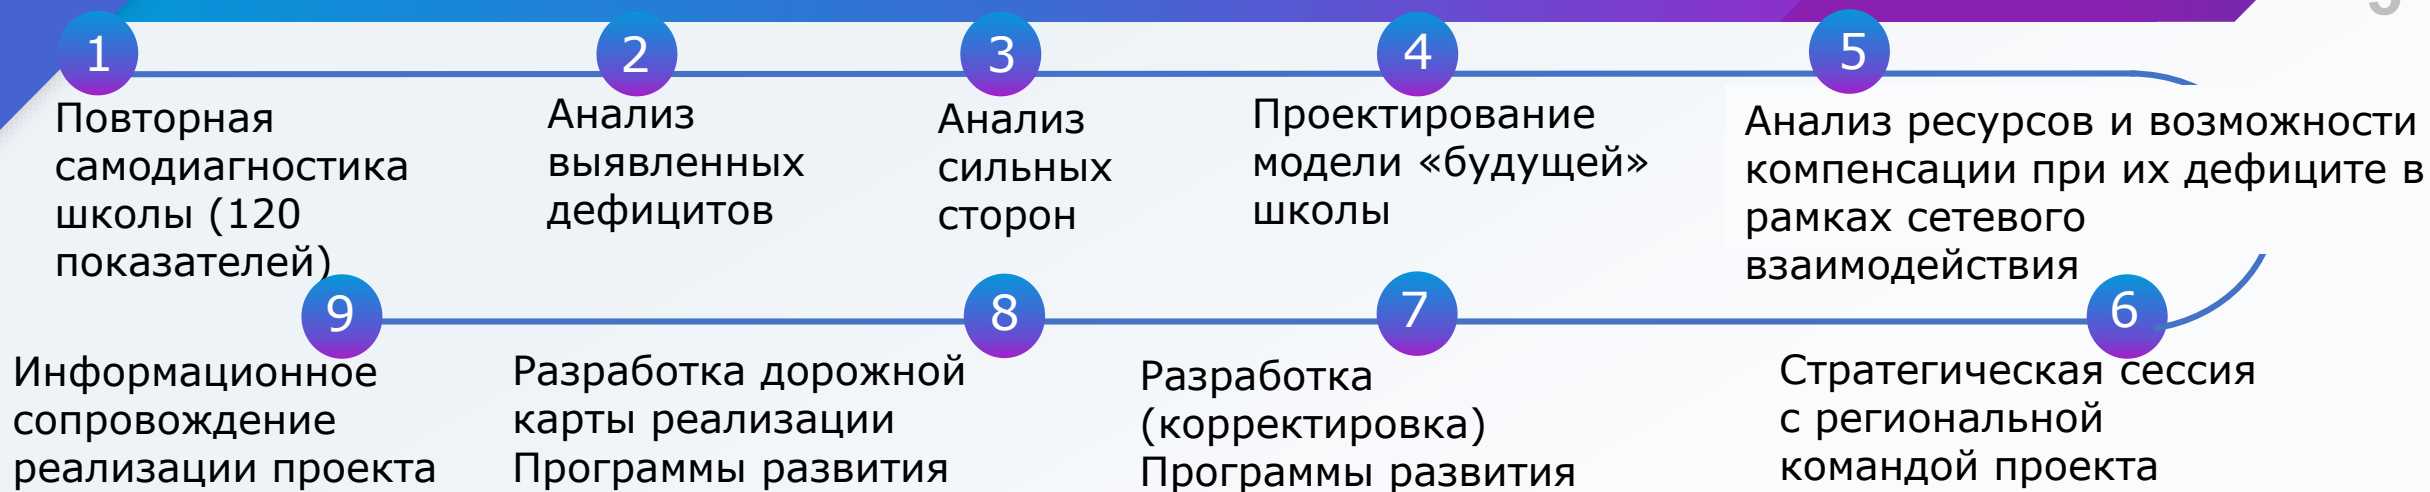 1
Повторная
самодиагностика
школы (120
показателей)
2
Анализ
выявленных
дефицитов
3
Анализ
сильных
сторон
4
Проектирование
модели «будущей»
школы
5
Анализ ресурсов и возможности
компенсации при их дефиците в
рамках сетевого
взаимодействия
6
Стратегическая сессия
с региональной
командой проекта
7
Разработка
(корректировка)
Программы развития
8
Разработка дорожной
карты реализации
Программы развития
9
Информационное
сопровождение
реализации проекта